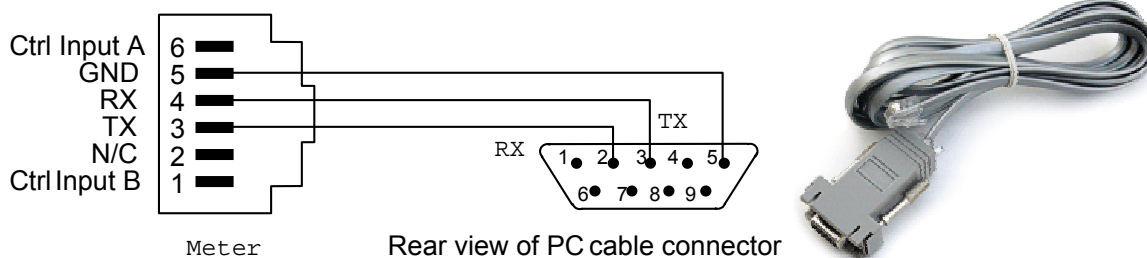 Ctrl Input A 6
GND 5
RX 4
TX 3
N/C 2
Ctrl Input B 1
TX
RX
1 2 3 4 5
6 7 8 9
Meter
Rear view of PC cable connector